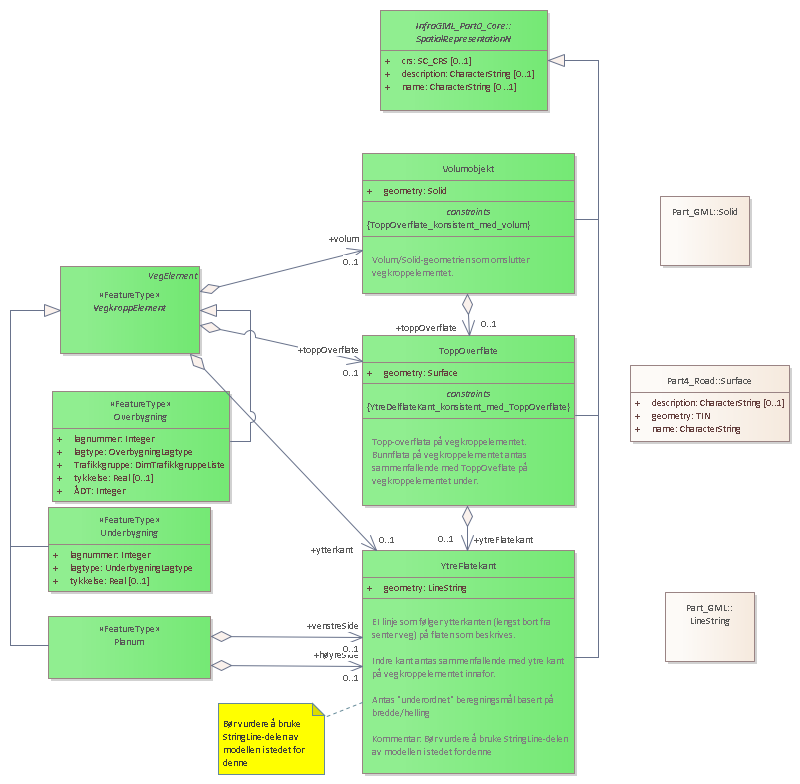 InfraGML_Part0_Core::
SpatialRepresentationN
+ crs: SC_CRS [0..1]
+ description: CharacterString [0..1]
+ name: CharacterString [0..1]
Volumobjekt
+ geometry: Solid
constraints
{ToppOverflate_konsistent_med_volum}
Volum/Solid-geometrien som omslutter
vegkroppelementet.
Part_GML::Solid
+volum
0..1
VegElement
«FeatureType»
VegkroppElement
+toppOverflate
0..1
+toppOverflate
0..1
ToppOverflate
+ geometry: Surface
constraints
{YtreDelflateKant_konsistent_med_ToppOverflate}
Topp-overflata på vegkroppelementet.
Bunnflata på vegkroppelementet antas
sammenfallende med ToppOveflate på
vegkroppelementet under.
Part4_Road::Surface
+ description: CharacterString [0..1]
+ geometry: TIN
+ name: CharacterString
«FeatureType»
Overbygning
+ lagnummer: Integer
+ lagtype: OverbygningLagtype
+ Trafikkgruppe: DimTrafikkgruppeListe
+ tykkelse: Real [0..1]
+ ÅDT: Integer
«FeatureType»
Underbygning
+ lagnummer: Integer
+ lagtype: UnderbygningLagtype
+ tykkelse: Real [0..1]
+ytterkant
0..1
0..1
+ytreFlatekant
YtreFlatekant
+ geometry: LineString
El linje som følger ytterkanten (lengst bort fra
senter veg) på flaten som beskrives.
Indre kant antas sammenfallende med ytre kant
på vegkroppelementet innafor.
Antas "underordnet" beregningsmål basert på
bredde/helling
Kommentar: Bør vurdere å bruke StringLine-delen
av modellen i stedet for denne
Part_GML::
LineString
«FeatureType»
Planum
+venstreSide
0..1
+høyreSide
0..1
Bør vurdere å bruke
StringLine-delen av
modellen i stedet for
denne